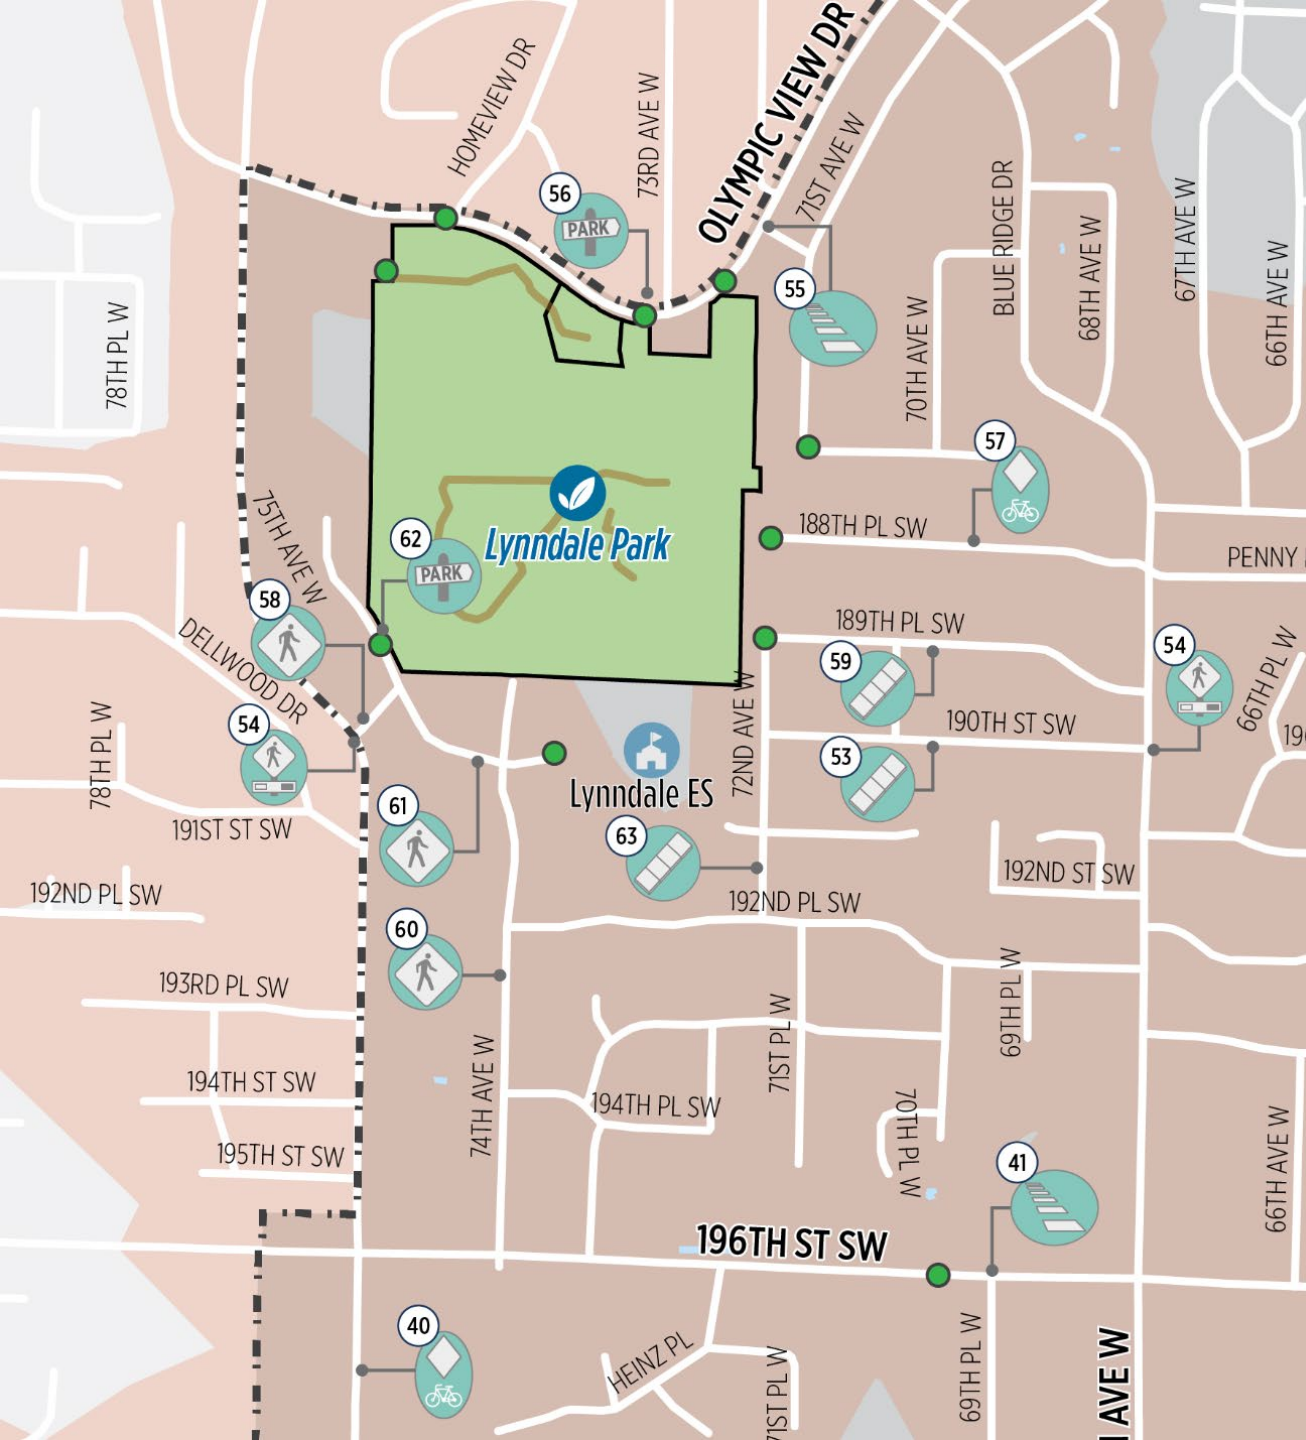 HOMEVIEW DR
73RD AVE W
OLYMPIC VIEW DR
71ST AVE W
56
PARK
55
BLUE RIDGE DR
68TH AVE W
67TH AVE W
66TH AVE W
78TH PL W
70TH AVE W
57
75TH AVE W
62
PARK
Lynndale Park
188TH PL SW
PENNY
58
DELLWOOD DR
189TH PL SW
59
54
66TH PL W
54
72ND AVE W
190TH ST SW
190
78TH PL W
53
Lynndale ES
61
191ST ST SW
63
192ND PL SW
192ND PL SW
192ND ST SW
60
193RD PL SW
69TH PL W
71ST PL W
74TH AVE W
194TH ST SW
194TH PL SW
70TH PL W
195TH ST SW
41
66TH AVE W
196TH ST SW
40
HEINZ PL
71ST PL W
69TH PL W
AVE W